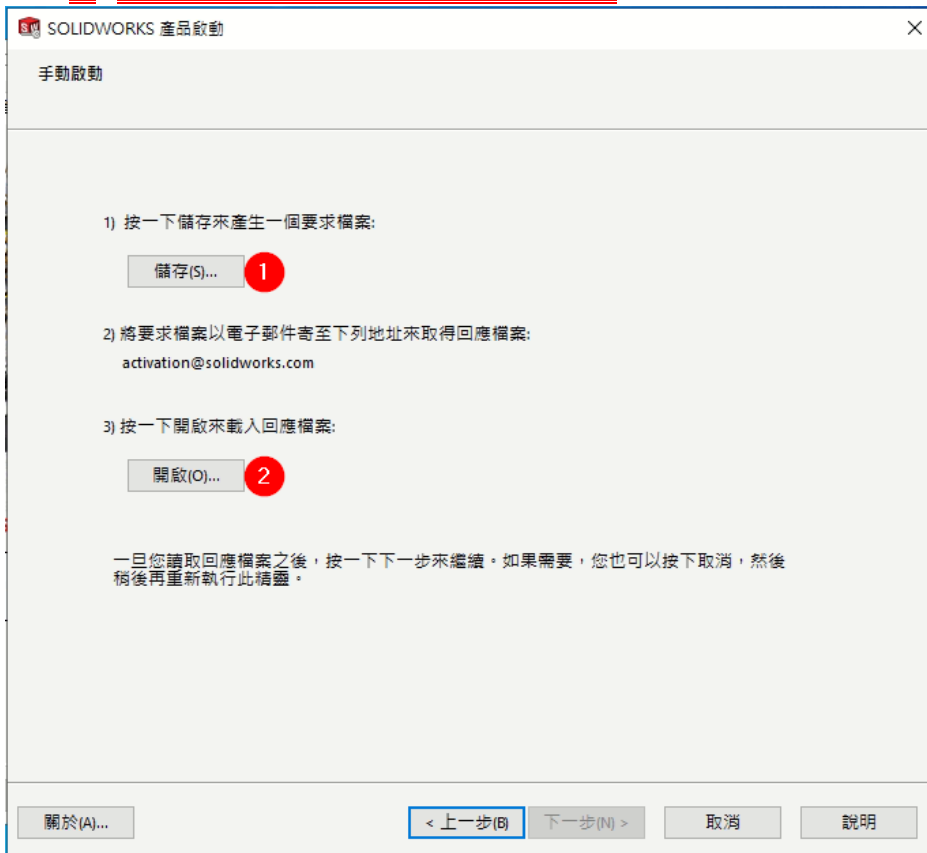 SOLIDWORKS 產品啟動
手動啟動
1) 按一下儲存來產生一個要求檔案:
儲存(S)...
1
2) 將要求檔案以電子郵件寄至下列地址來取得回應檔案:
activation@solidworks.com
3) 按一下開啟來載入回應檔案:
開啟(O)...
2
一旦您讀取回應檔案之後，按一下下一步來繼續。如果需要，您也可以按下取消，然後
稍後再重新執行此精靈。
關於(A)...
< 上一步(B)
下一步(N) >
取消
說明